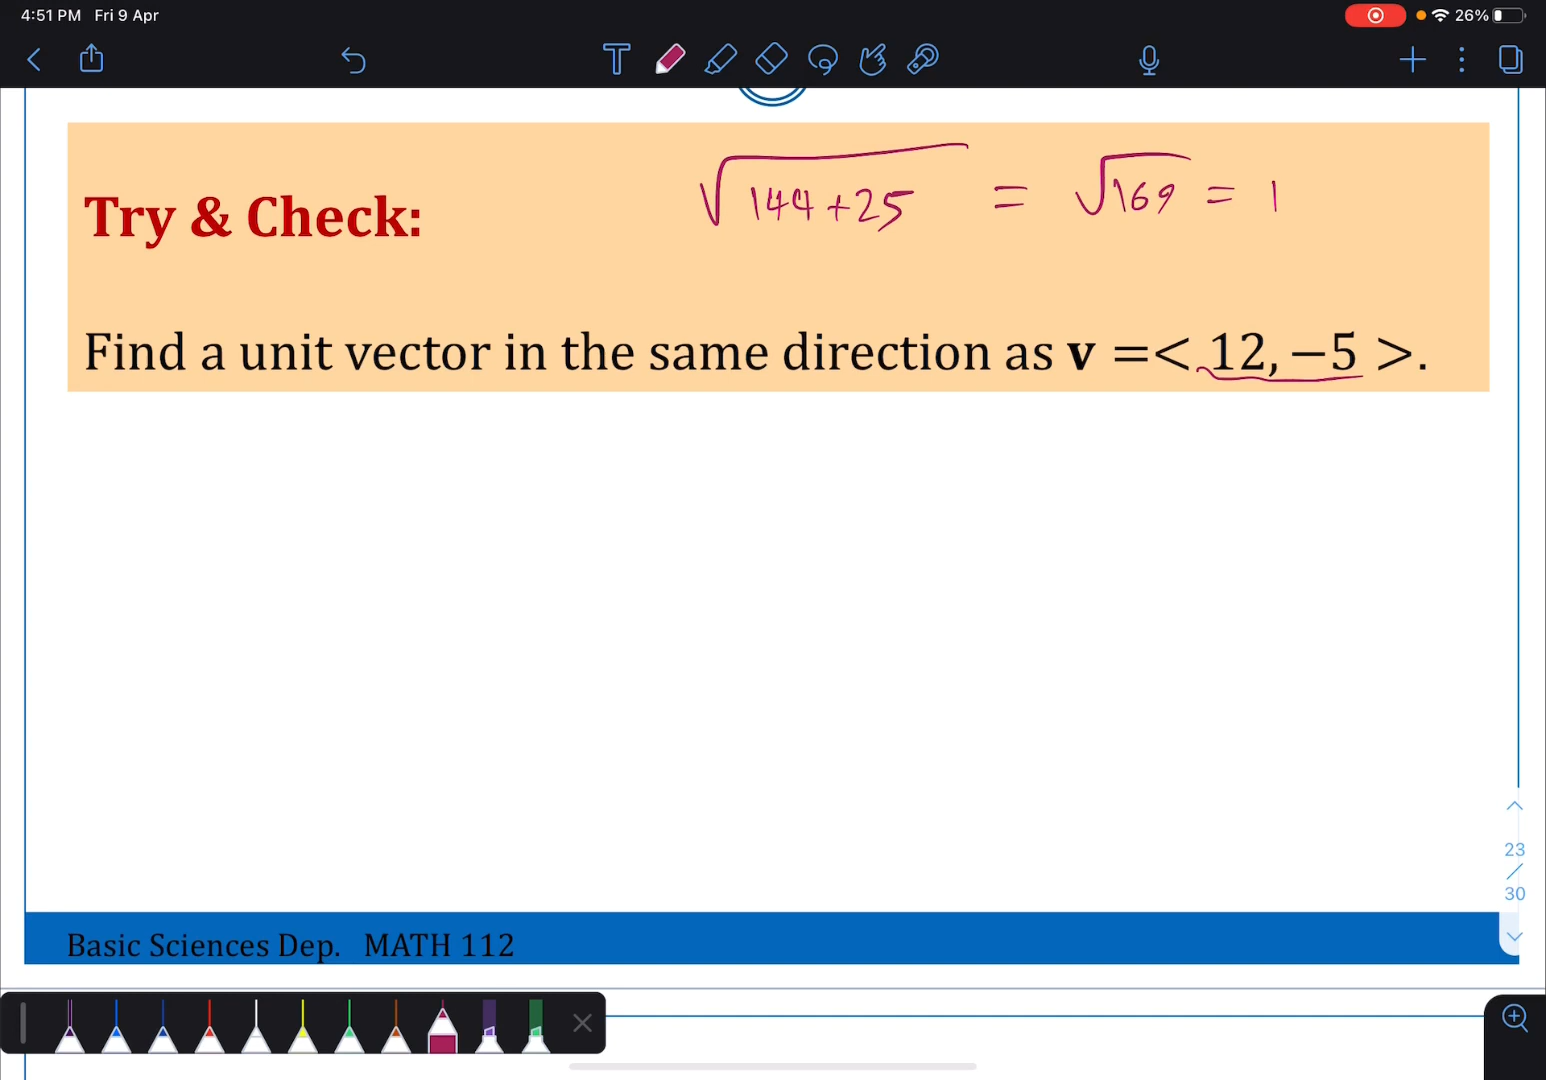 4:51 PM Fri 9 Apr
26%
√144+25 = √169 = 1
Try & Check:
Find a unit vector in the same direction as v =< 12, −5 >.
23
/
30
Basic Sciences Dep. MATH 112